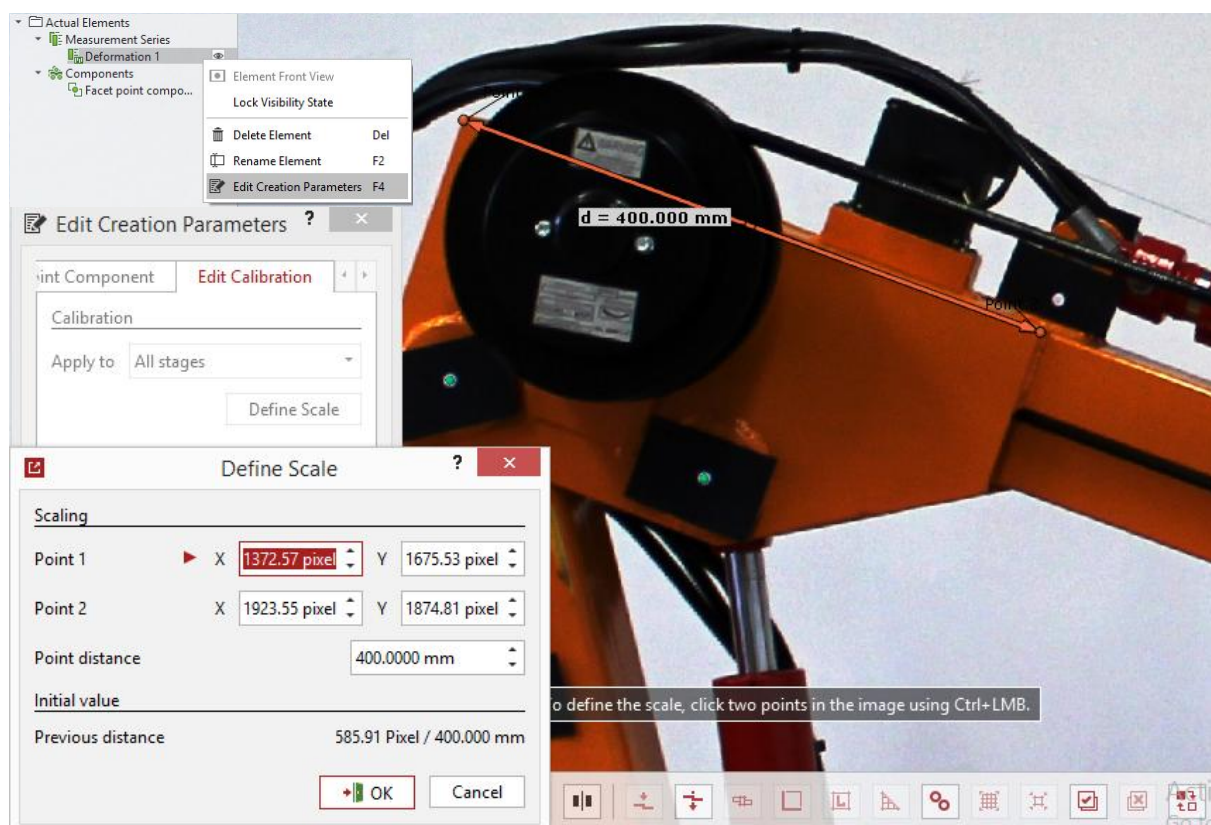 Actual Elements
Measurement Series
Deformation 1
Components
Facet point compo...
Element Front View
Lock Visibility State
Delete Element Del
Rename Element F2
Edit Creation Parameters F4
Edit Creation Parameters ?
int Component Edit Calibration
Calibration
Apply to All stages
Define Scale
d = 400.000 mm
Define Scale ?
Scaling
Point 1 X 1372.57 pixel Y 1675.53 pixel
Point 2 X 1923.55 pixel Y 1874.81 pixel
Point distance 400.0000 mm
Initial value
Previous distance 585.91 Pixel / 400.000 mm
OK Cancel
o define the scale, click two points in the image using Ctrl+LMB.